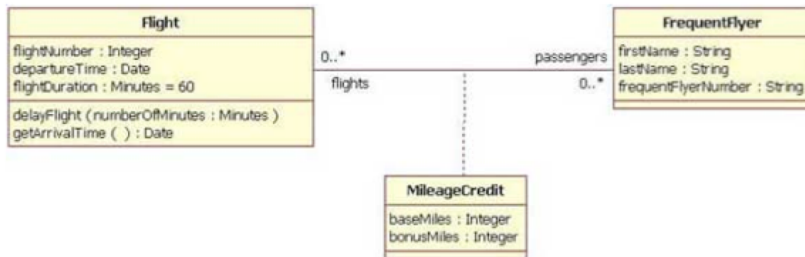 Flight
flightNumber : Integer
departureTime : Date
flightDuration : Minutes = 60
delayFlight ( numberOfMinutes : Minutes )
getArrivalTime ( ) : Date
0..*
flights
passengers
0..*
FrequentFlyer
firstName : String
lastName : String
frequentFlyerNumber : String
MileageCredit
baseMiles : Integer
bonusMiles : Integer